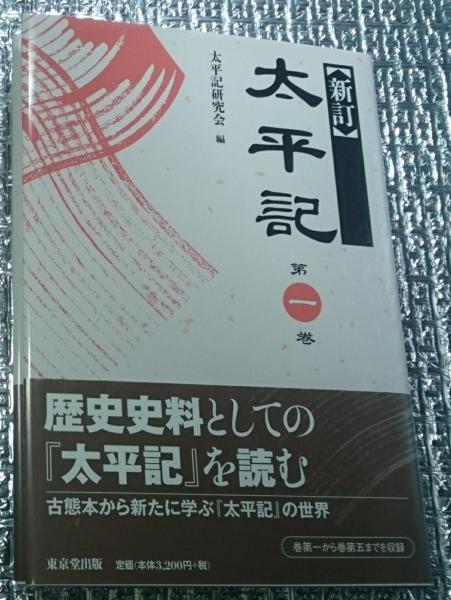 【新訂】
太平記
第一巻
太平記研究会 編
歴史史料としての
『太平記』を読む
古態本から新たに学ぶ『太平記』の世界
巻第一から巻第五までを収録
東京堂出版 定価(本体3,200円+税)